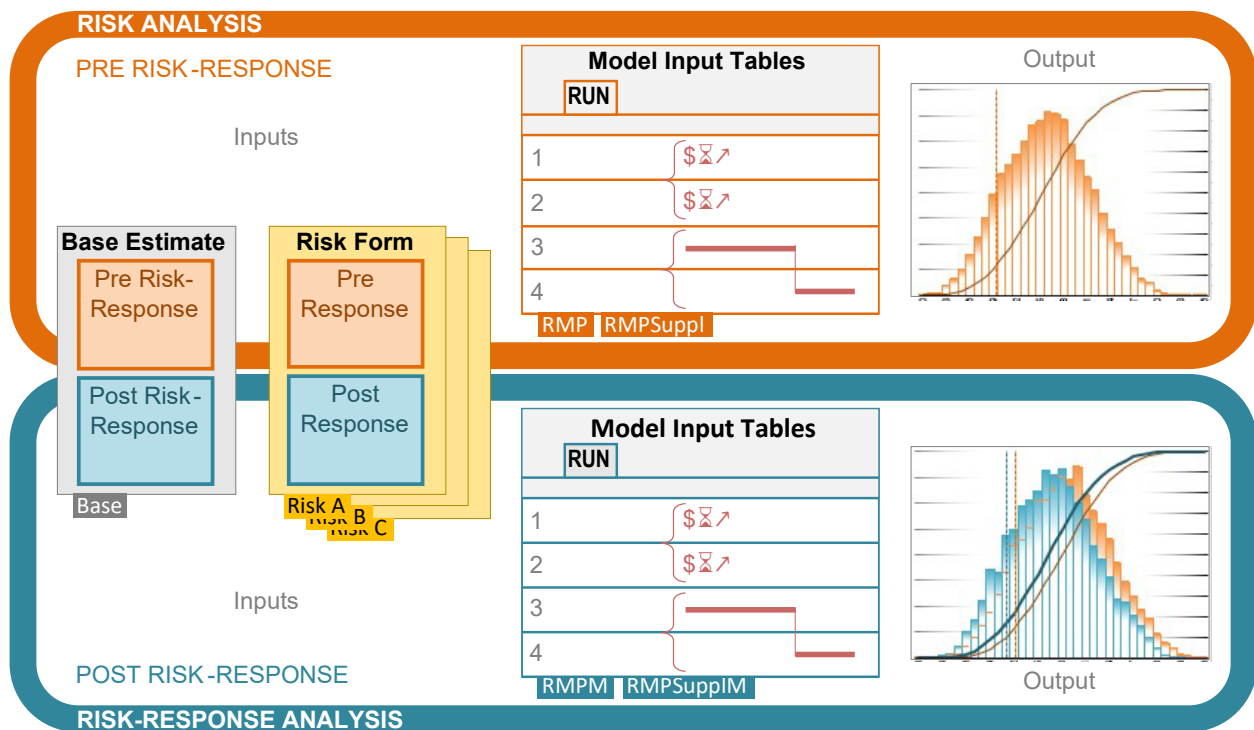 RISK ANALYSIS
PRE RISK-RESPONSE
Inputs
Model Input Tables
RUN
1
$
2
$
3
4
RMP
RMPSuppl
Output
Base Estimate
Pre Risk-
Response
Post Risk-
Response
Base
Risk Form
Pre
Response
Post
Response
Risk A
Risk B
Risk C
Inputs
POST RISK-RESPONSE
RISK-RESPONSE ANALYSIS
Model Input Tables
RUN
1
$
2
$
3
4
RMPM
RMPSupplM
Output